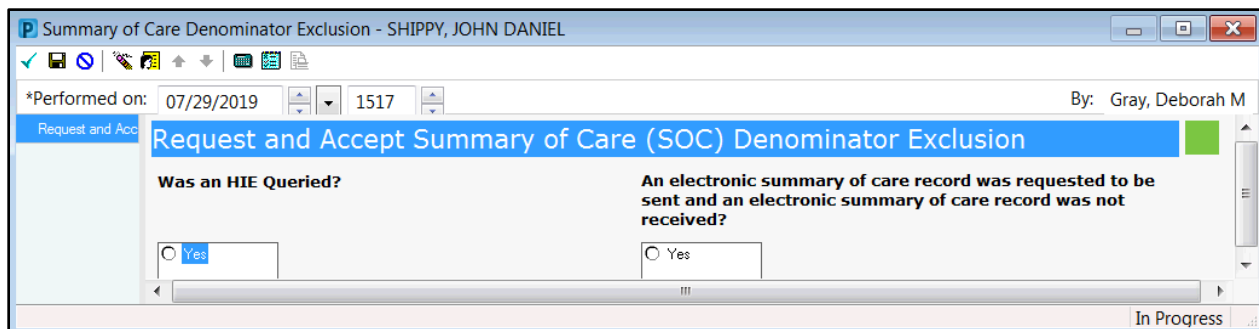 Summary of Care Denominator Exclusion - SHIPPY, JOHN DANIEL
*Performed on: 07/29/2019 1517 By: Gray, Deborah M
Request and Acc
Request and Accept Summary of Care (SOC) Denominator Exclusion
Was an HIE Queried?
Yes
An electronic summary of care record was requested to be
sent and an electronic summary of care record was not
received?
Yes
In Progress